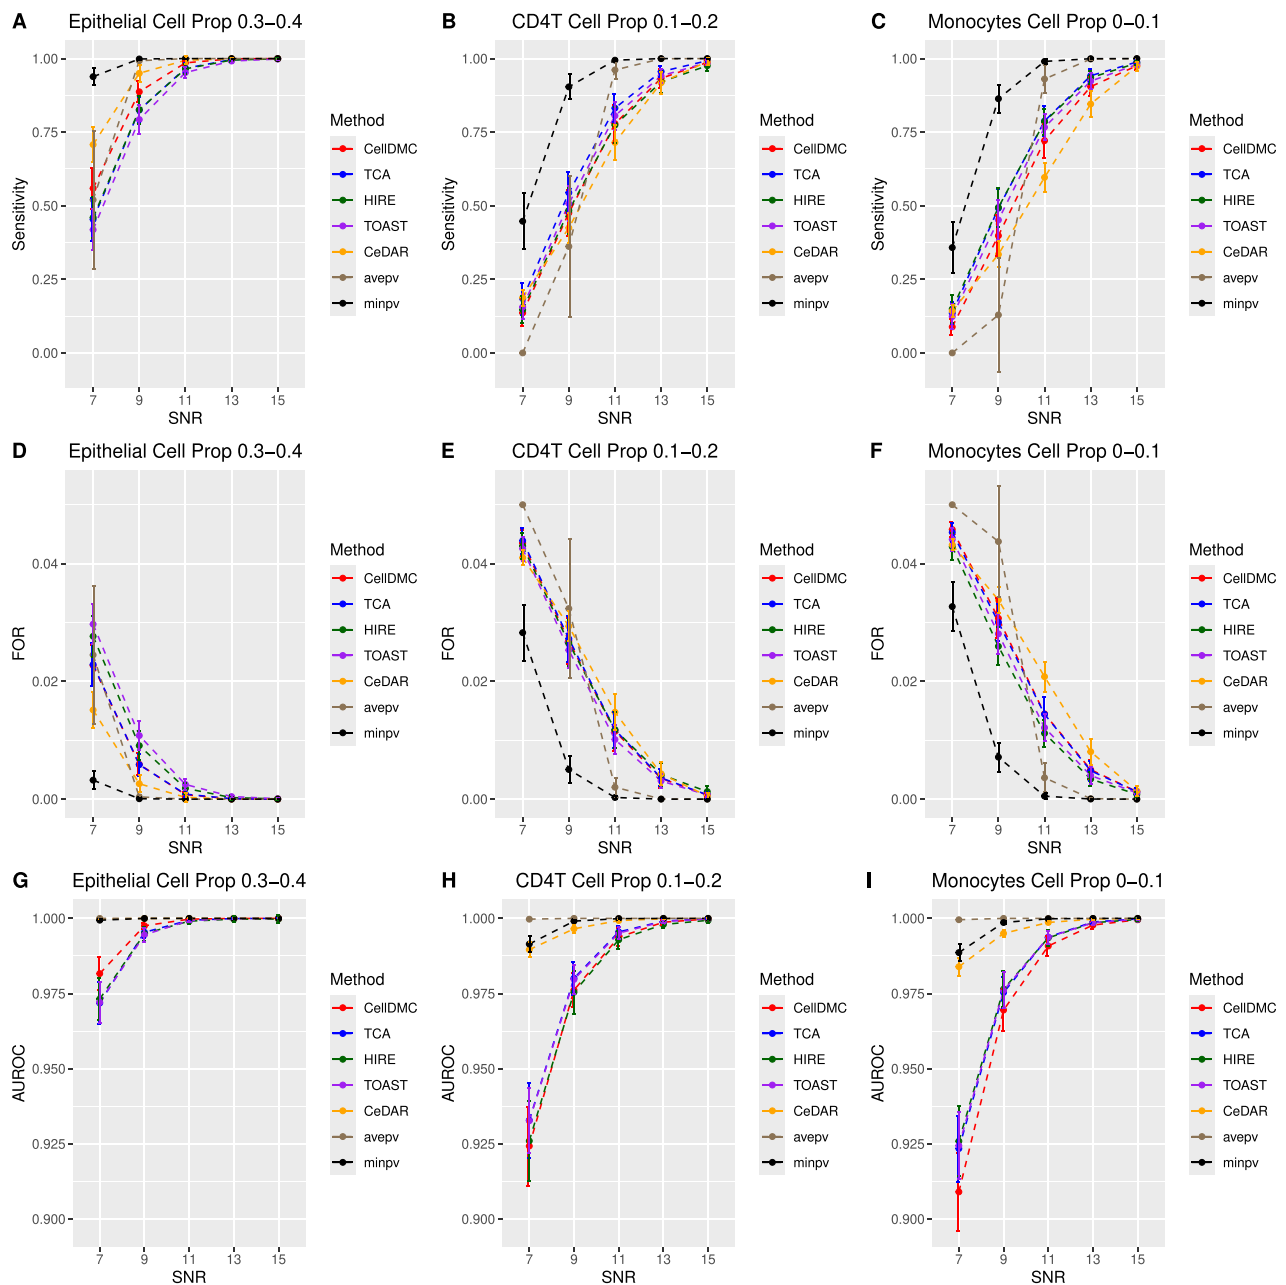 A Epithelial Cell Prop 0.3−0.4
1.00
0.75
0.50
0.25
0.00
Sensitivity
7 9 11 13 15
SNR
Method
CellDMC
TCA
HIRE
TOAST
CeDAR
avepv
minpv
B CD4T Cell Prop 0.1−0.2
1.00
0.75
0.50
0.25
0.00
Sensitivity
7 9 11 13 15
SNR
Method
CellDMC
TCA
HIRE
TOAST
CeDAR
avepv
minpv
C Monocytes Cell Prop 0−0.1
1.00
0.75
0.50
0.25
0.00
Sensitivity
7 9 11 13 15
SNR
Method
CellDMC
TCA
HIRE
TOAST
CeDAR
avepv
minpv
D Epithelial Cell Prop 0.3−0.4
0.04
0.02
0.00
FOR
7 9 11 13 15
SNR
Method
CellDMC
TCA
HIRE
TOAST
CeDAR
avepv
minpv
E CD4T Cell Prop 0.1−0.2
0.04
0.02
0.00
FOR
7 9 11 13 15
SNR
Method
CellDMC
TCA
HIRE
TOAST
CeDAR
avepv
minpv
F Monocytes Cell Prop 0−0.1
0.04
0.02
0.00
FOR
7 9 11 13 15
SNR
Method
CellDMC
TCA
HIRE
TOAST
CeDAR
avepv
minpv
G Epithelial Cell Prop 0.3−0.4
1.000
0.975
0.950
0.925
0.900
AUROC
7 9 11 13 15
SNR
Method
CellDMC
TCA
HIRE
TOAST
CeDAR
avepv
minpv
H CD4T Cell Prop 0.1−0.2
1.000
0.975
0.950
0.925
0.900
AUROC
7 9 11 13 15
SNR
Method
CellDMC
TCA
HIRE
TOAST
CeDAR
avepv
minpv
I Monocytes Cell Prop 0−0.1
1.000
0.975
0.950
0.925
0.900
AUROC
7 9 11 13 15
SNR
Method
CellDMC
TCA
HIRE
TOAST
CeDAR
avepv
minpv